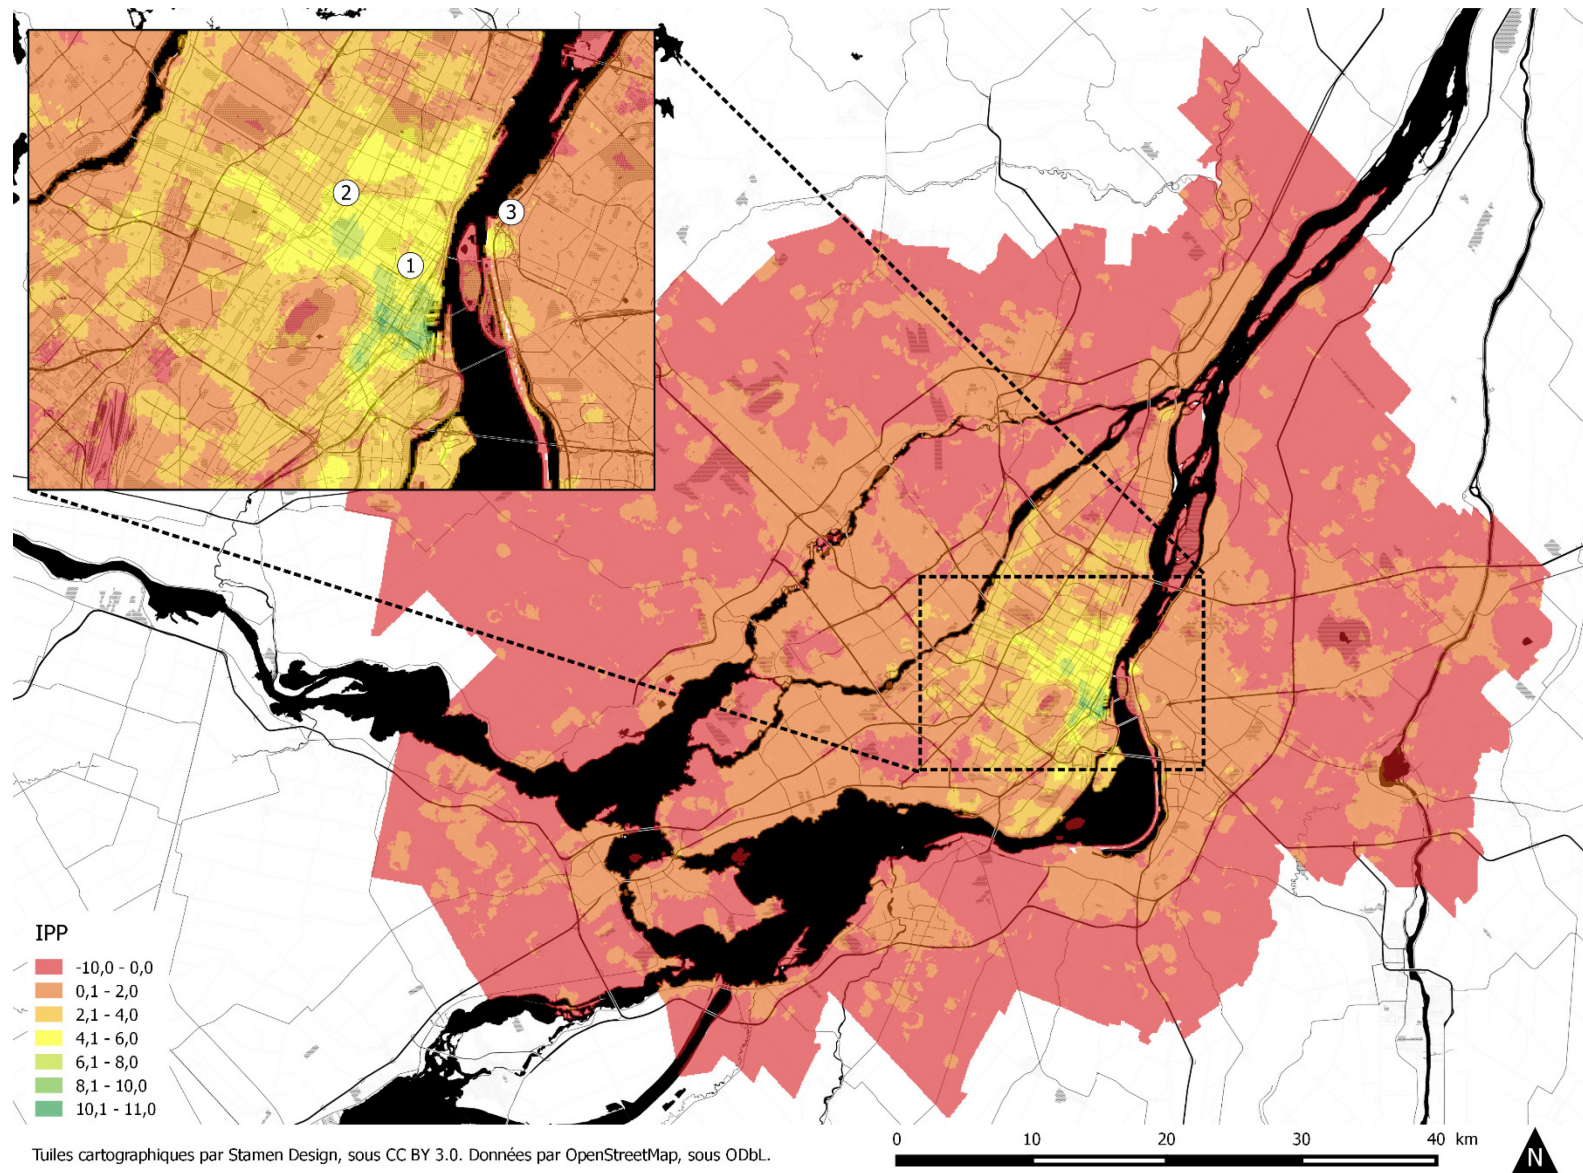 2
3
1
IPP
-10,0 - 0,0
0,1 - 2,0
2,1 - 4,0
4,1 - 6,0
6,1 - 8,0
8,1 - 10,0
10,1 - 11,0
0 10 20 30 40 km
N
Tuiles cartographiques par Stamen Design, sous CC BY 3.0. Données par OpenStreetMap, sous ODbL.